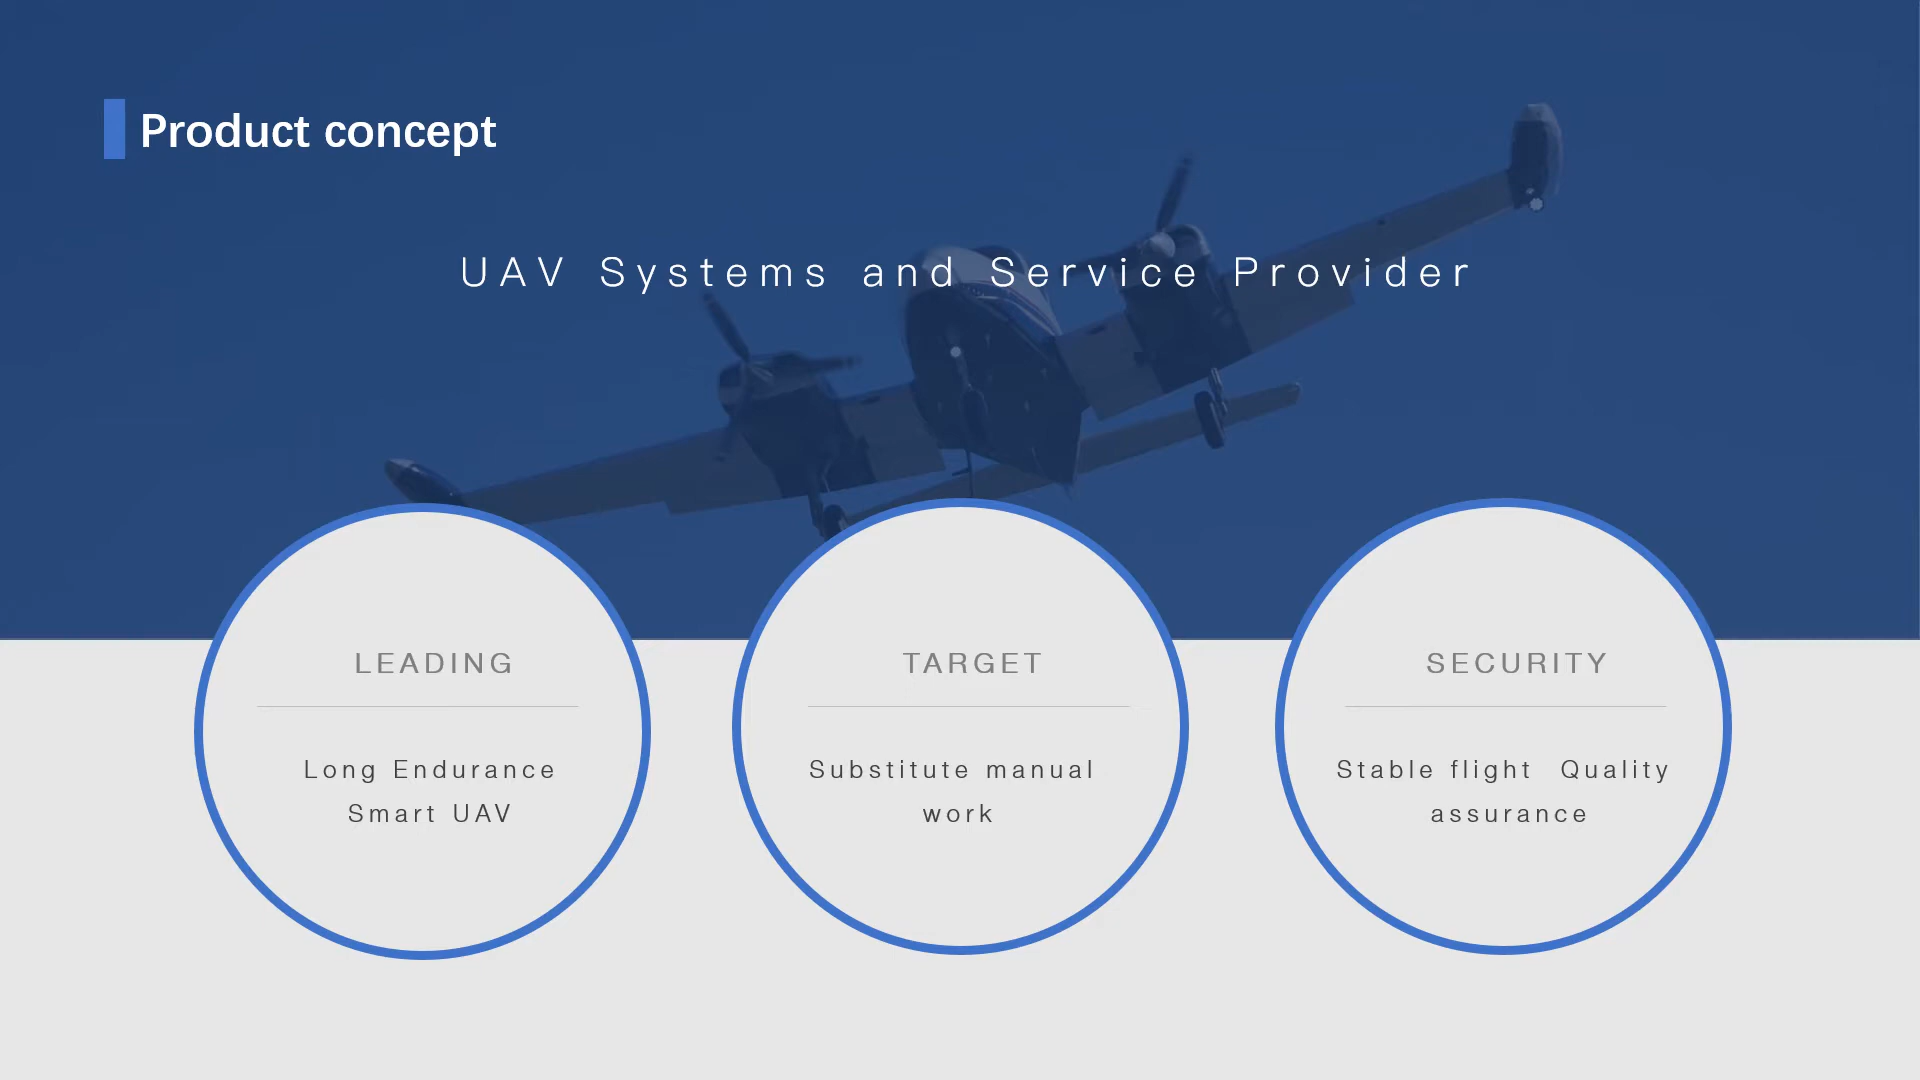 Product concept
UAV Systems and Service Provider
LEADING
Long Endurance
Smart UAV
TARGET
Substitute manual
work
SECURITY
Stable flight  Quality
assurance